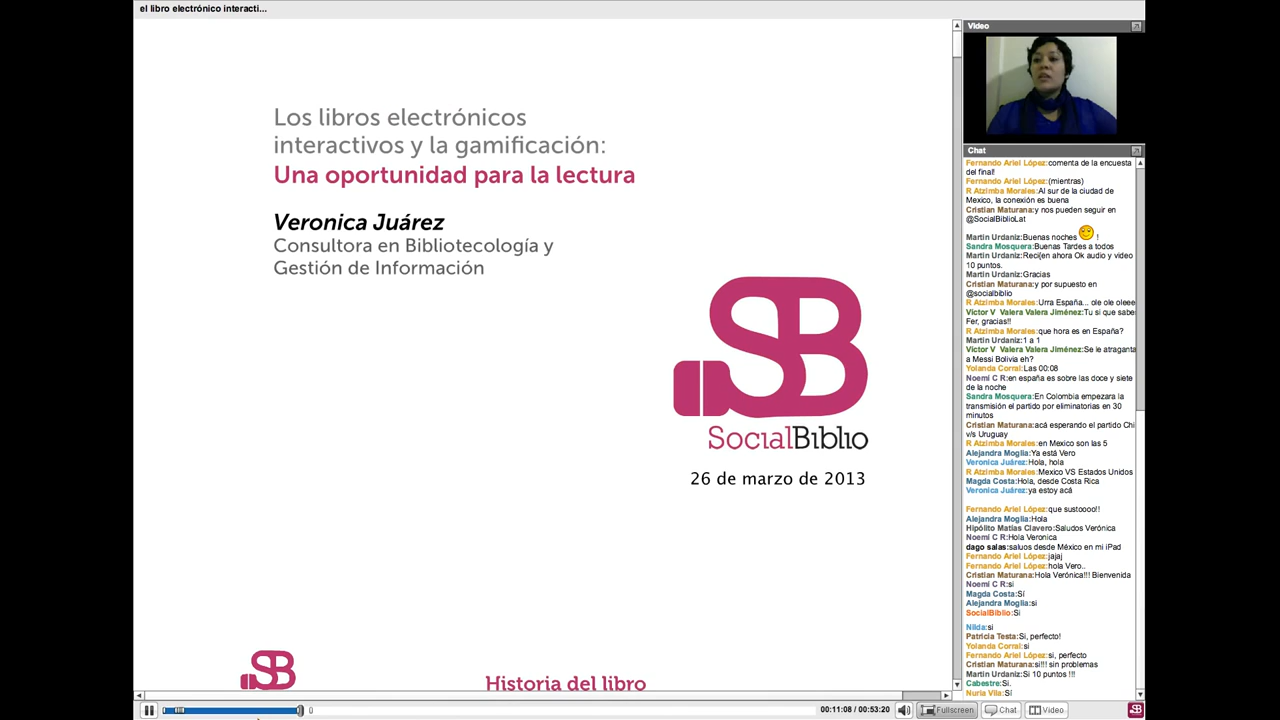 el libro electrónico interacti...
Los libros electrónicos
interactivos y la gamificación:
Una oportunidad para la lectura
Veronica Juárez
Consultora en Bibliotecología y
Gestión de Información
SB
SocialBiblio
26 de marzo de 2013
SB
Historia del libro
Video
Chat
Fernando Ariel López:comenta de la encuesta
del final!
Fernando Ariel López:(mientras)
R Atzimba Morales:Al sur de la ciudad de
Mexico, la conexión es buena
Cristian Maturana:y nos pueden seguir en
@SocialBiblioLat
Martin Urdaniz:Buenas noches !
Sandra Mosquera:Buenas Tardes a todos
Martin Urdaniz:Reci{en ahora Ok audio y video
10 puntos.
Martin Urdaniz:Gracias
Cristian Maturana:y por supuesto en
@socialbiblio
R Atzimba Morales:Urra España... ole ole oleee
Victor V Valera Valera Jiménez:Tu si que sabe
Fer, gracias!!
R Atzimba Morales:que hora es en España?
Martin Urdaniz:1 a 1
Victor V Valera Valera Jiménez:Se le atraganta
a Messi Bolivia eh?
Yolanda Corral:Las 00:08
Noemí C R:en españa es sobre las doce y siete
de la noche
Sandra Mosquera:En Colombia empezara la
transmisión el partido por eliminatorias en 30
minutos
Cristian Maturana:acá esperando el partido Chi
v/s Uruguay
R Atzimba Morales:en Mexico son las 5
Alejandra Moglia:Ya está Vero
Veronica Juárez:Hola, hola
R Atzimba Morales:Mexico VS Estados Unidos
Magda Costa:Hola, desde Costa Rica
Veronica Juárez:ya estoy acá
Fernando Ariel López:que sustoooo!!
Alejandra Moglia:Hola
Hipólito Matías Clavero:Saludos Verónica
Noemí C R:Hola Veronica
dago salas:saluos desde México en mi iPad
Fernando Ariel López:jajaj
Fernando Ariel López:hola Vero..
Cristian Maturana:Hola Verónica!!! Bienvenida
Noemí C R:si
Magda Costa:Sí
Alejandra Moglia:si
SocialBiblio:Si
Nilda:si
Patricia Testa:Si, perfecto!
Yolanda Corral:sí
Fernando Ariel López:si, perfecto
Cristian Maturana:si!!! sin problemas
Martin Urdaniz:Si 10 puntos !!!
Cabestre:Si.
Nuria Vila:Sí
00:11:08 / 00:53:20
Fullscreen
Chat
Video
SB